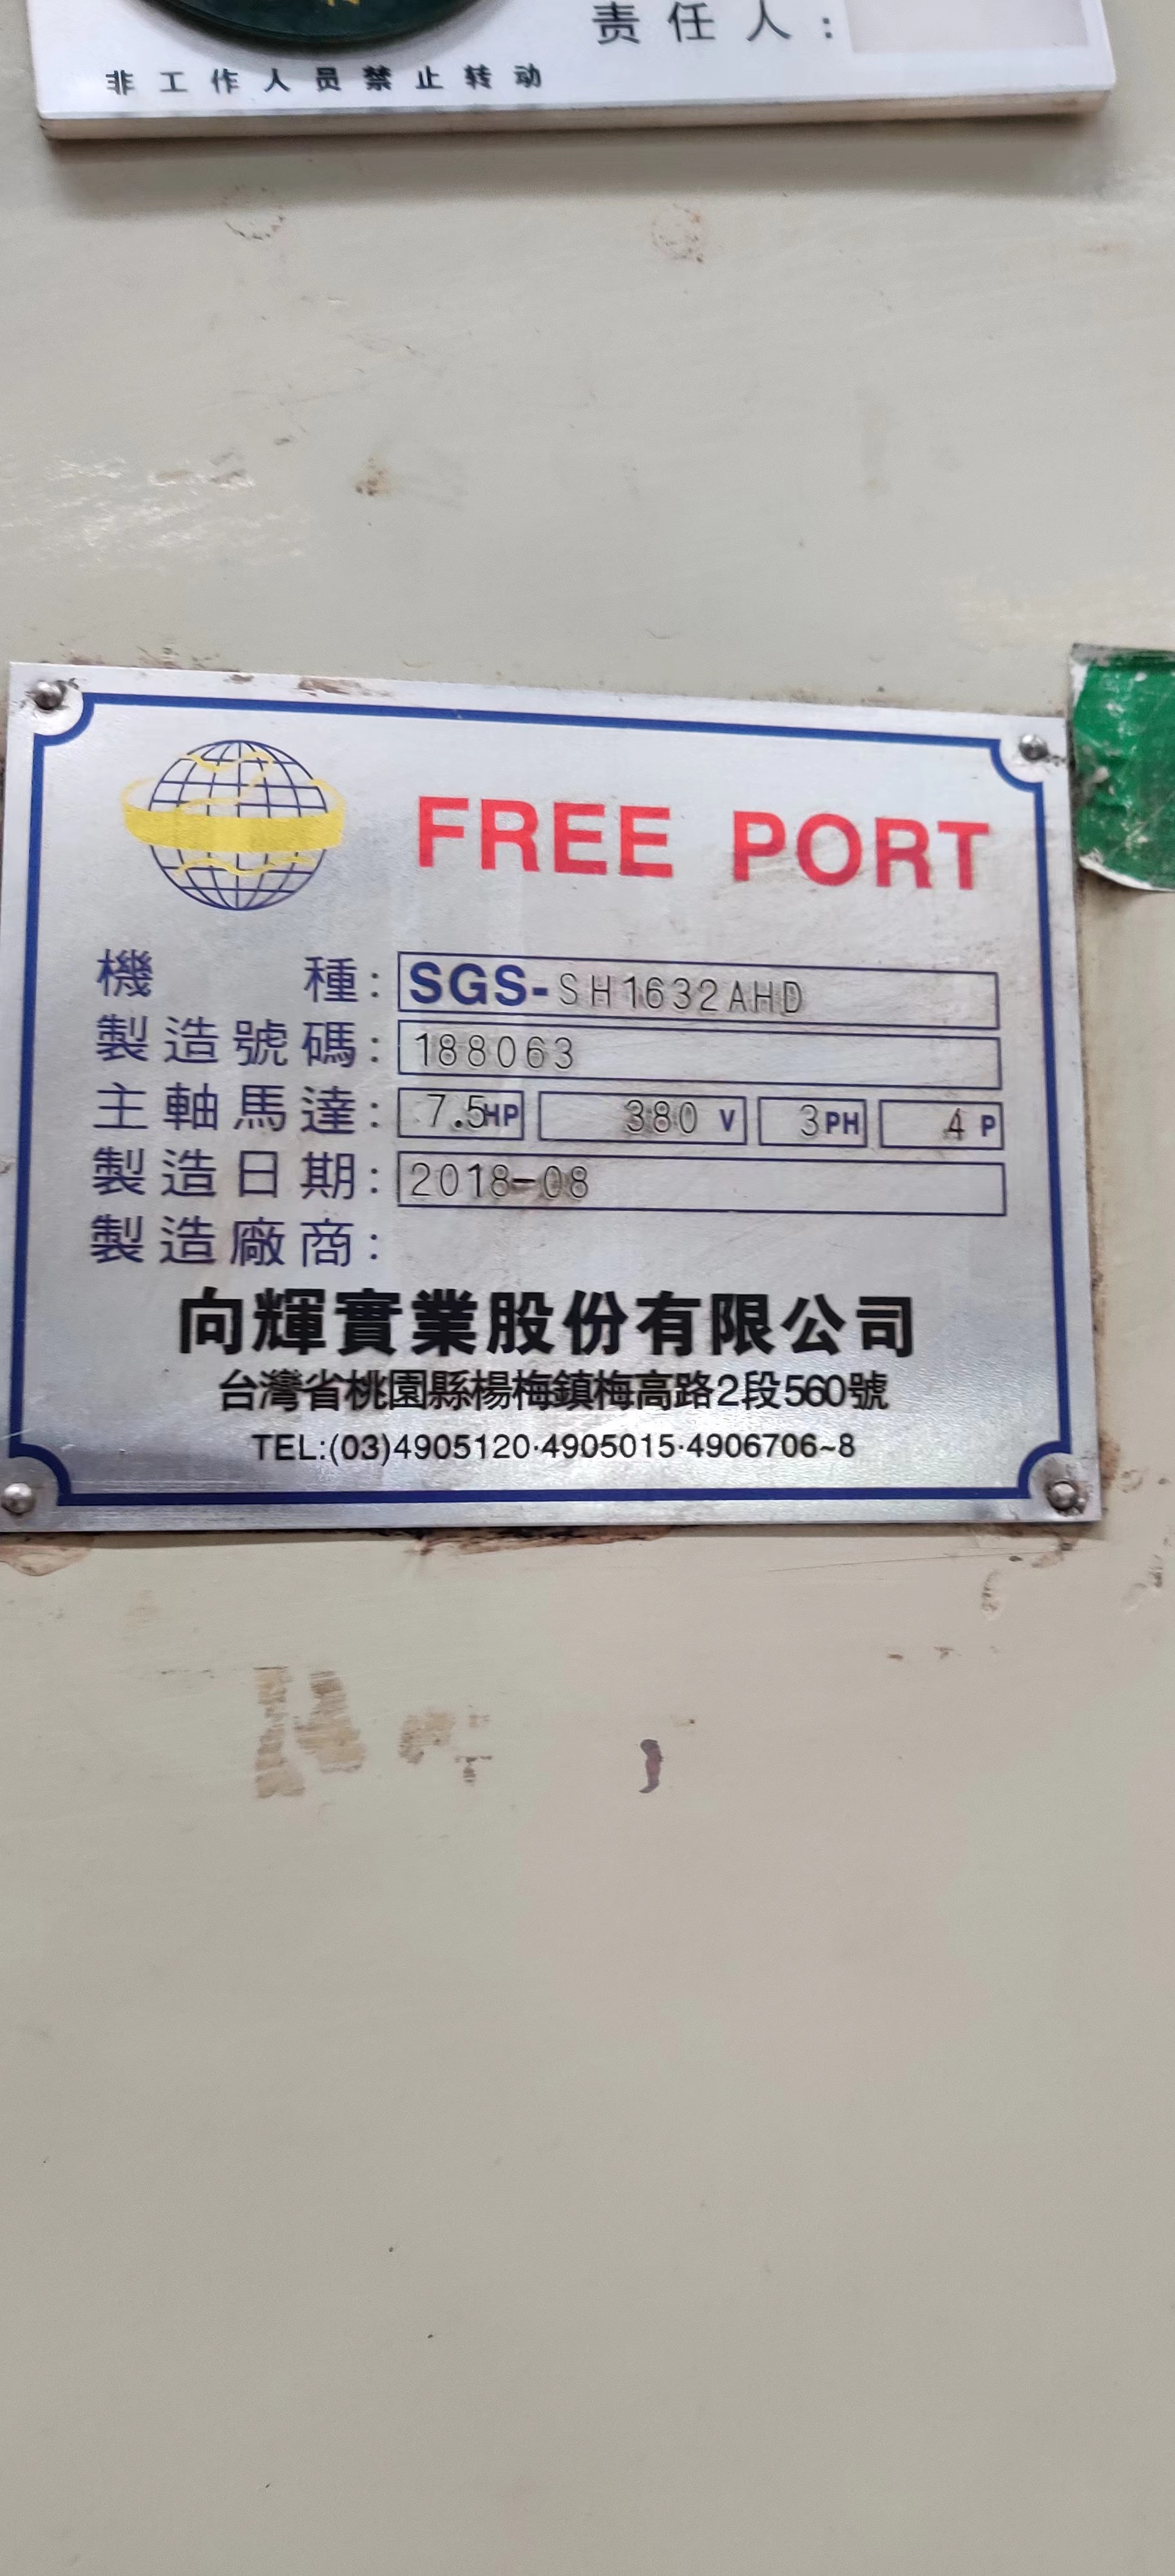 责任人:
非工作人员禁止转动
FREE PORT
機種: SGS-SH1632AHD
製造號碼: 188063
主軸馬達: 7.5HP 380 V 3PH 4 P
製造日期: 2018-08
製造廠商:
向輝實業股份有限公司
台灣省桃園縣楊梅鎮梅高路2段560號
TEL:(03)4905120·4905015·4906706~8